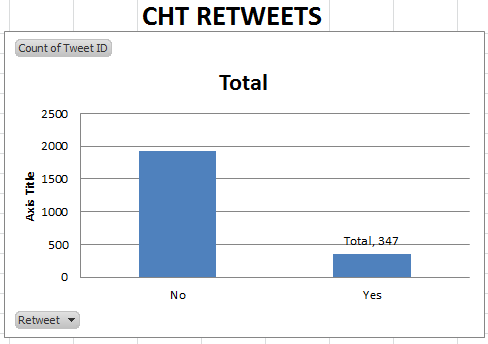 CHT RETWEETS
Count of Tweet ID
Total
2500
2000
1500
1000
500
0
Axis Title
Total, 347
No
Yes
Retweet